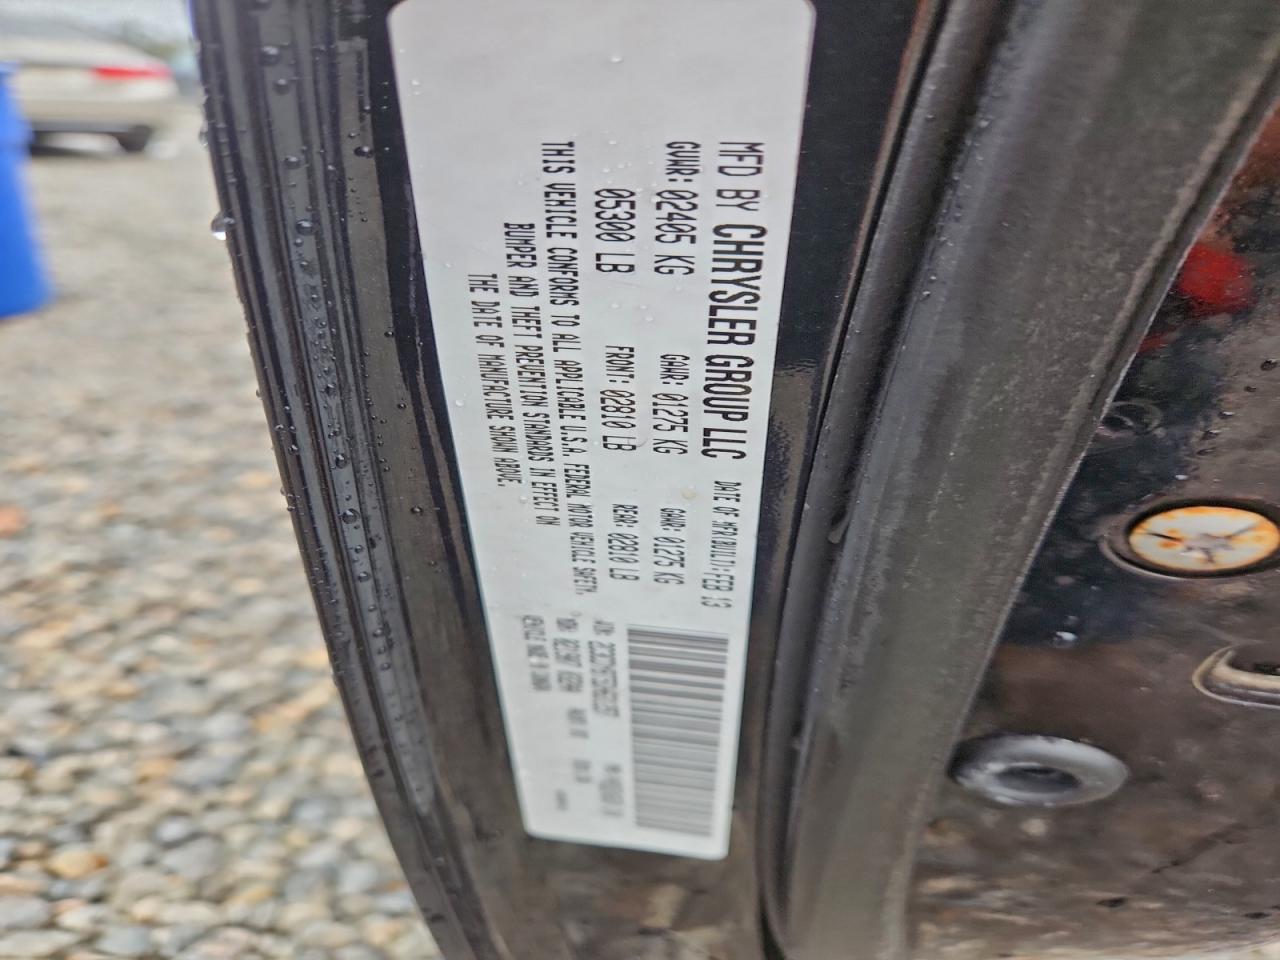 MFD BY CHRYSLER GROUP LLC DATE OF MFR(BUILT): FEB 13
GVWR: 02405 KG GAWR: 01275 KG GAWR: 01275 KG
05300 LB FRONT: 02810 LB REAR: 02810 LB
THIS VEHICLE CONFORMS TO ALL APPLICABLE U.S.A. FEDERAL MOTOR VEHICLE SAFETY,
BUMPER AND THEFT PREVENTION STANDARDS IN EFFECT ON
THE DATE OF MANUFACTURE SHOWN ABOVE.